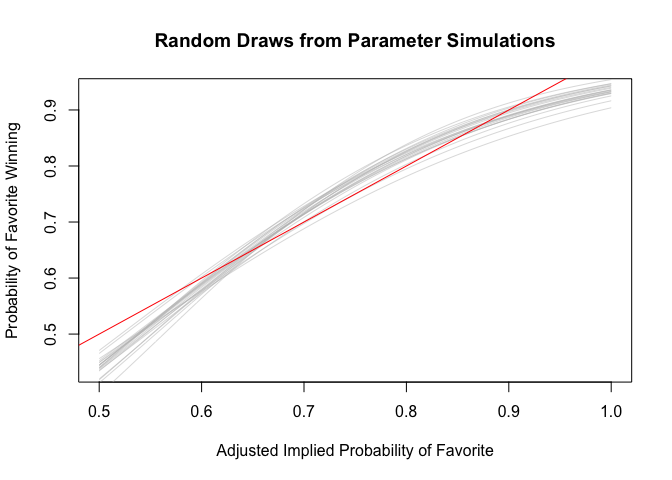 Random Draws from Parameter Simulations
Probability of Favorite Winning
0.9
0.8
0.7
0.6
0.5
0.5 0.6 0.7 0.8 0.9 1.0
Adjusted Implied Probability of Favorite